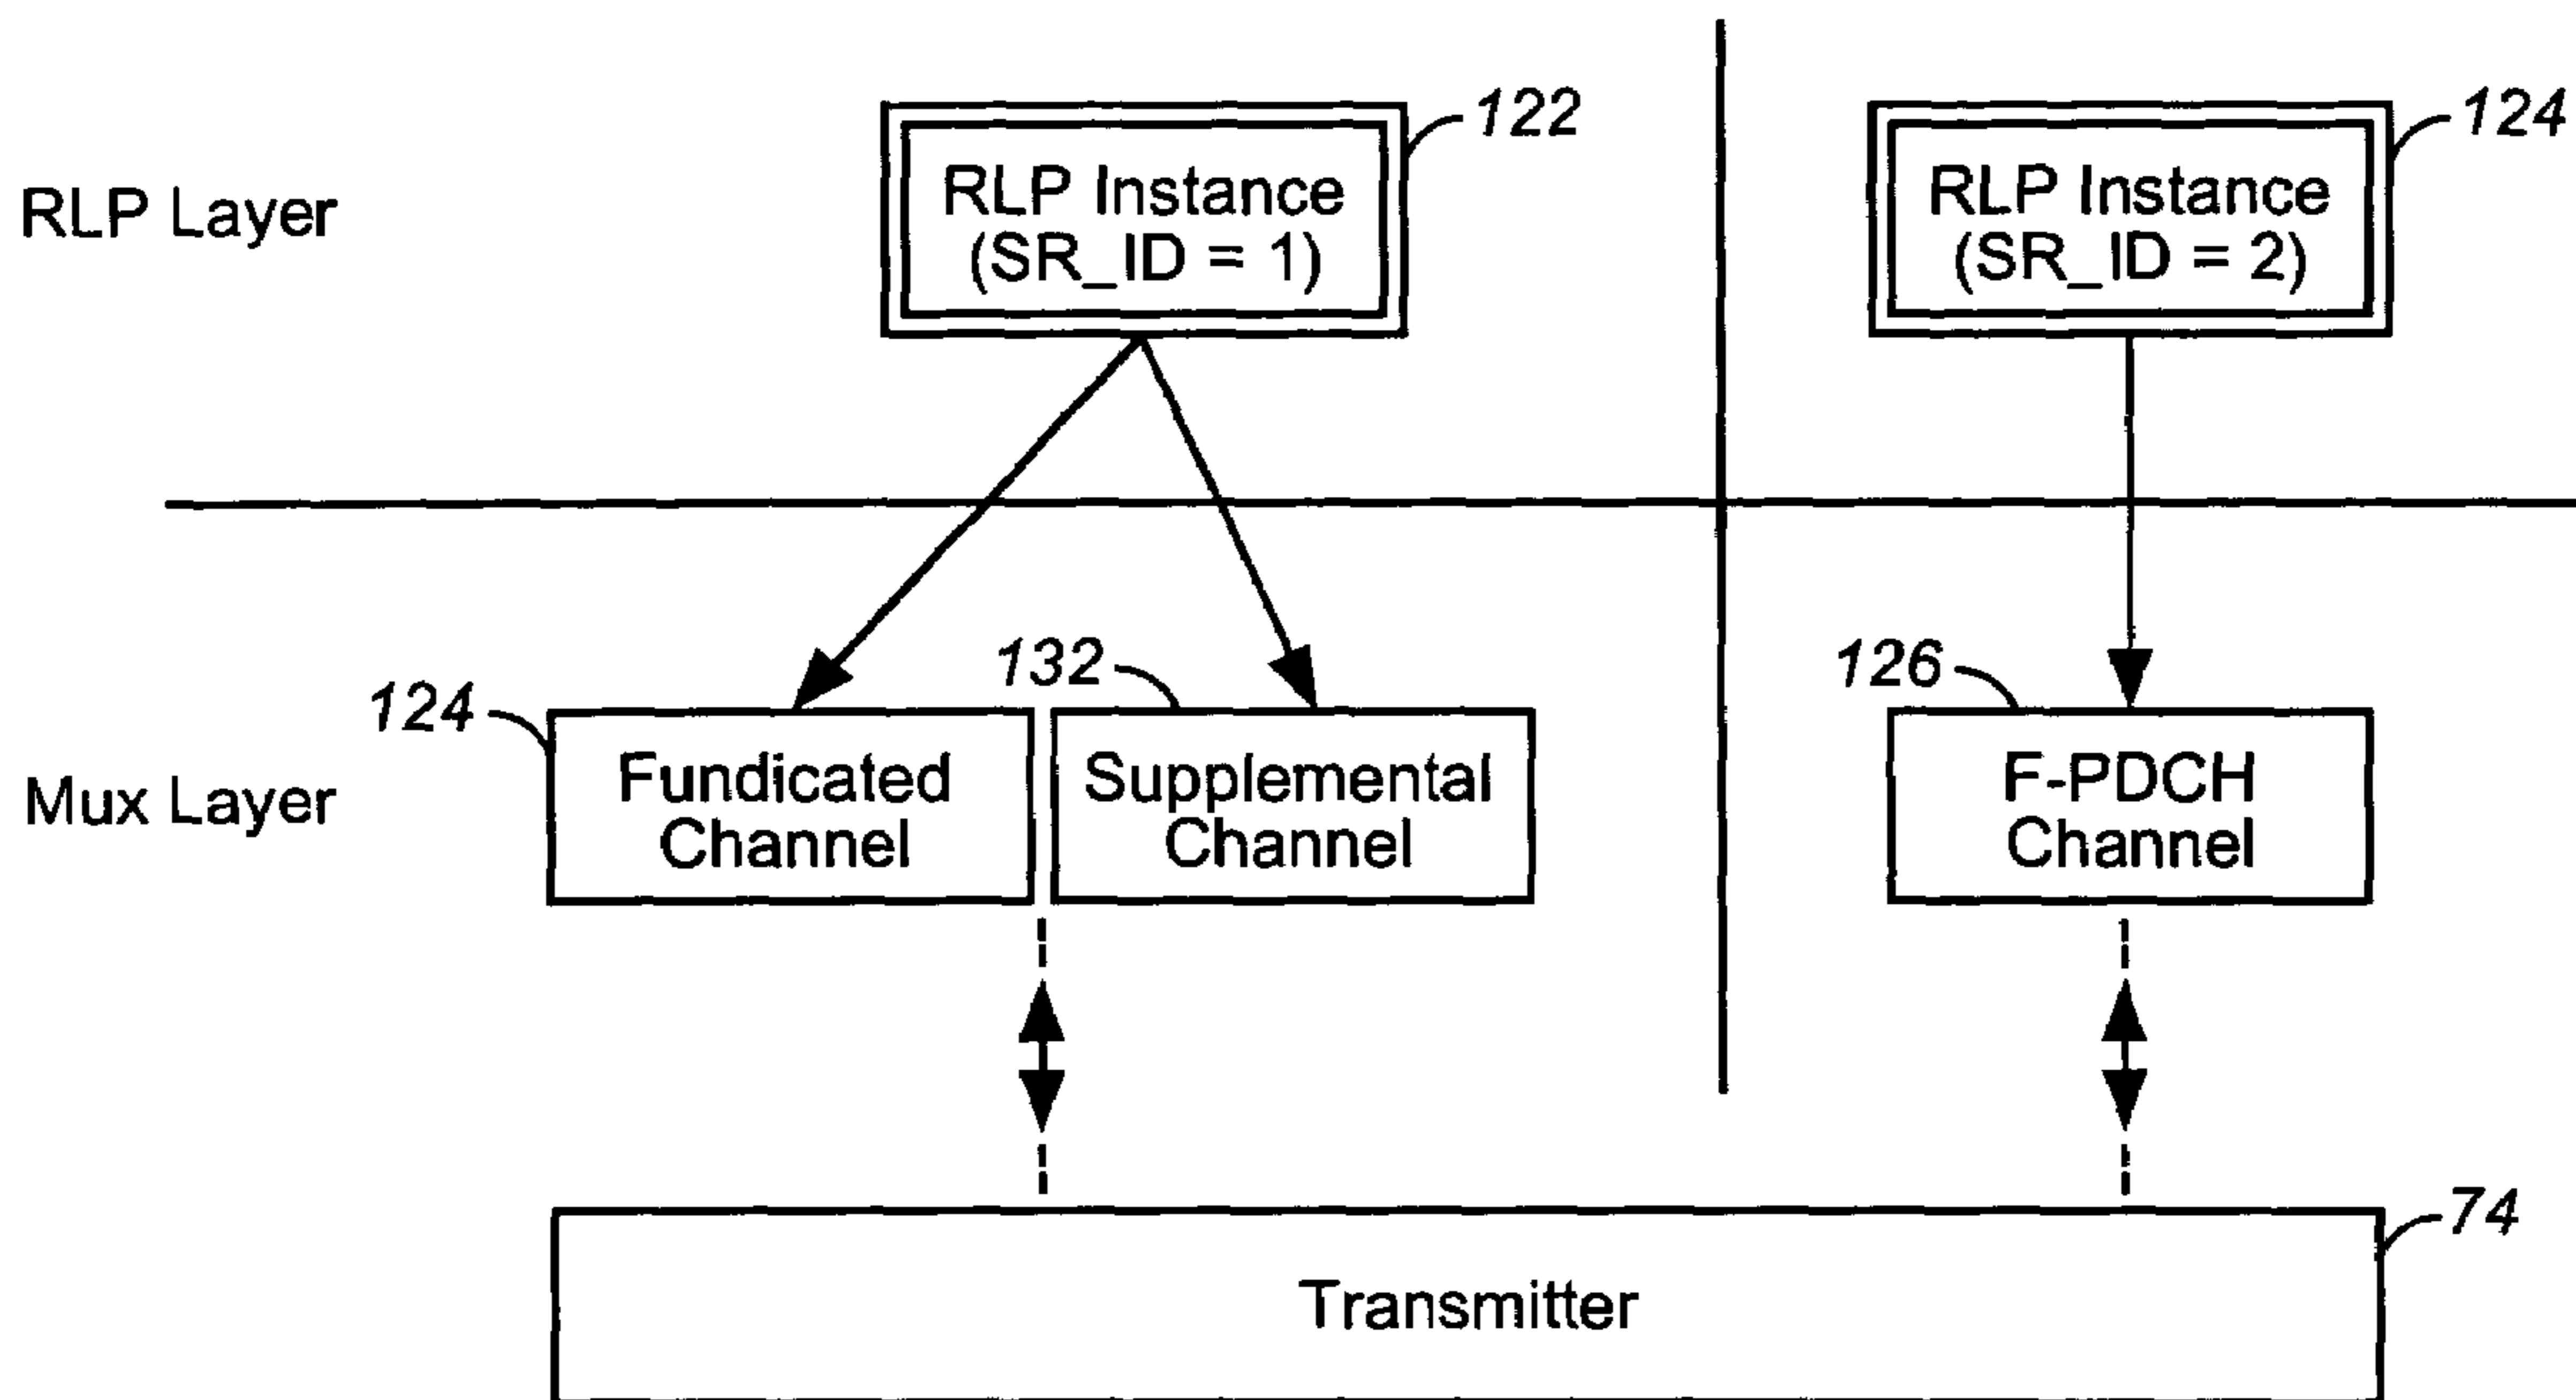 122
124
RLP Layer
RLP Instance
(SR_ID = 1)
RLP Instance
(SR_ID = 2)
124
132
126
Mux Layer
Fundicated
Channel
Supplemental
Channel
F-PDCH
Channel
74
Transmitter